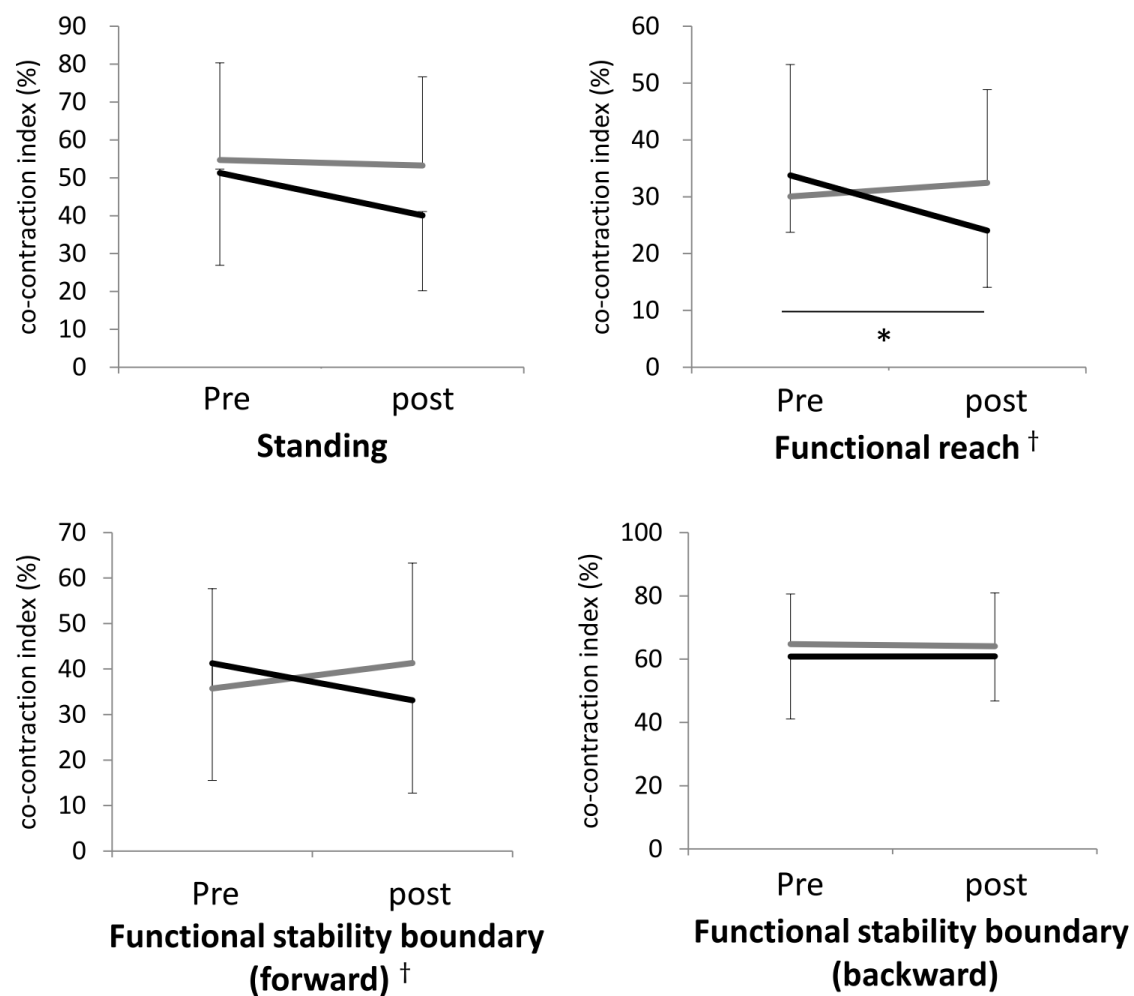 co-contraction index (%)
90
80
70
60
50
40
30
20
10
0
Pre post
Standing
co-contraction index (%)
60
50
40
30
20
10
0
*
Pre post
Functional reach †
co-contraction index (%)
70
60
50
40
30
20
10
0
Pre post
Functional stability boundary
(forward) †
co-contraction index (%)
100
80
60
40
20
0
Pre post
Functional stability boundary
(backward)